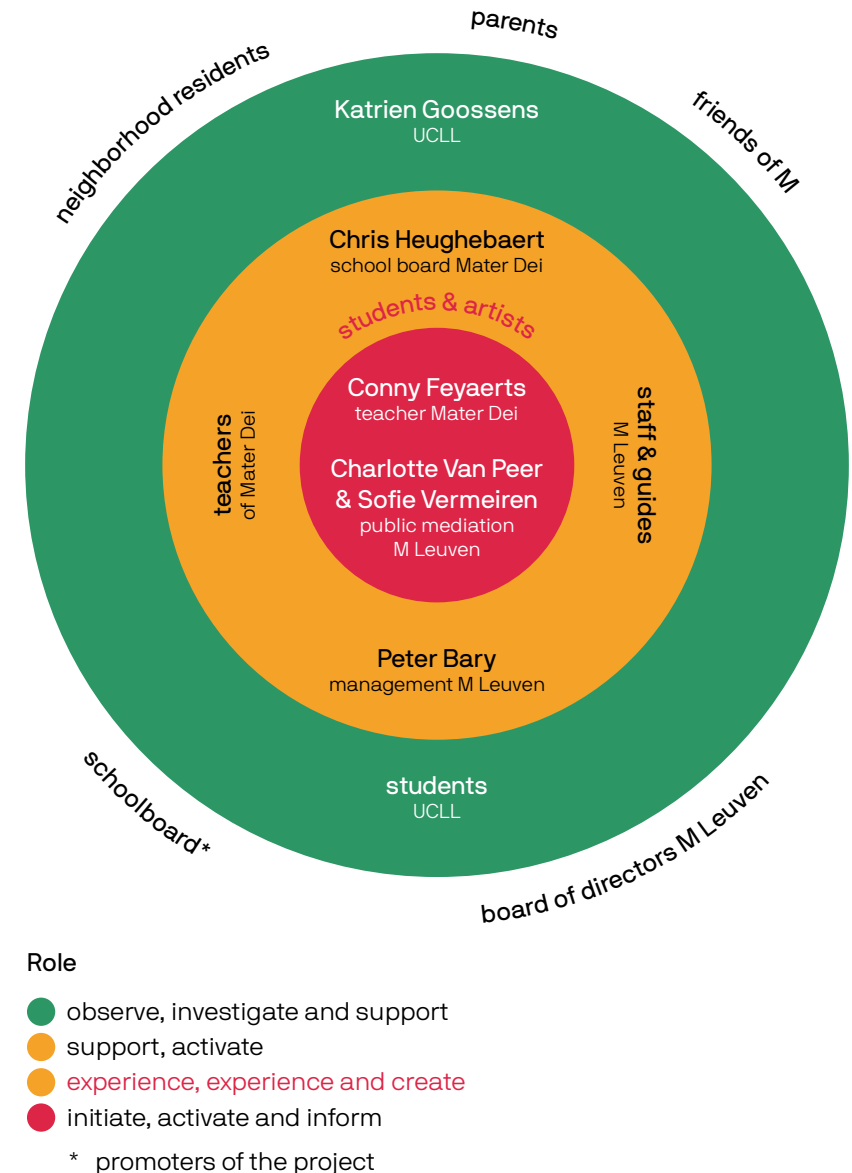 parents
neighborhood residents
friends of M
Katrien Goossens
UCLL
Chris Heughebaert
school board Mater Dei
students & artists
Conny Feyaerts
teacher Mater Dei
teachers
of Mater Dei
staff & guides
M Leuven
Charlotte Van Peer
& Sofie Vermeiren
public mediation
M Leuven
Peter Bary
management M Leuven
students
UCLL
schoolboard*
board of directors M Leuven
Role
observe, investigate and support
support, activate
experience, experience and create
initiate, activate and inform
* promoters of the project